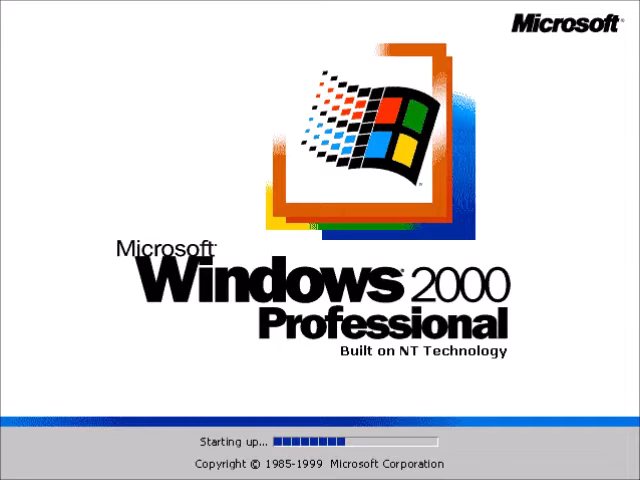 Microsoft®
Microsoft®
Windows® 2000
Professional
Built on NT Technology
Starting up...
Copyright © 1985-1999 Microsoft Corporation